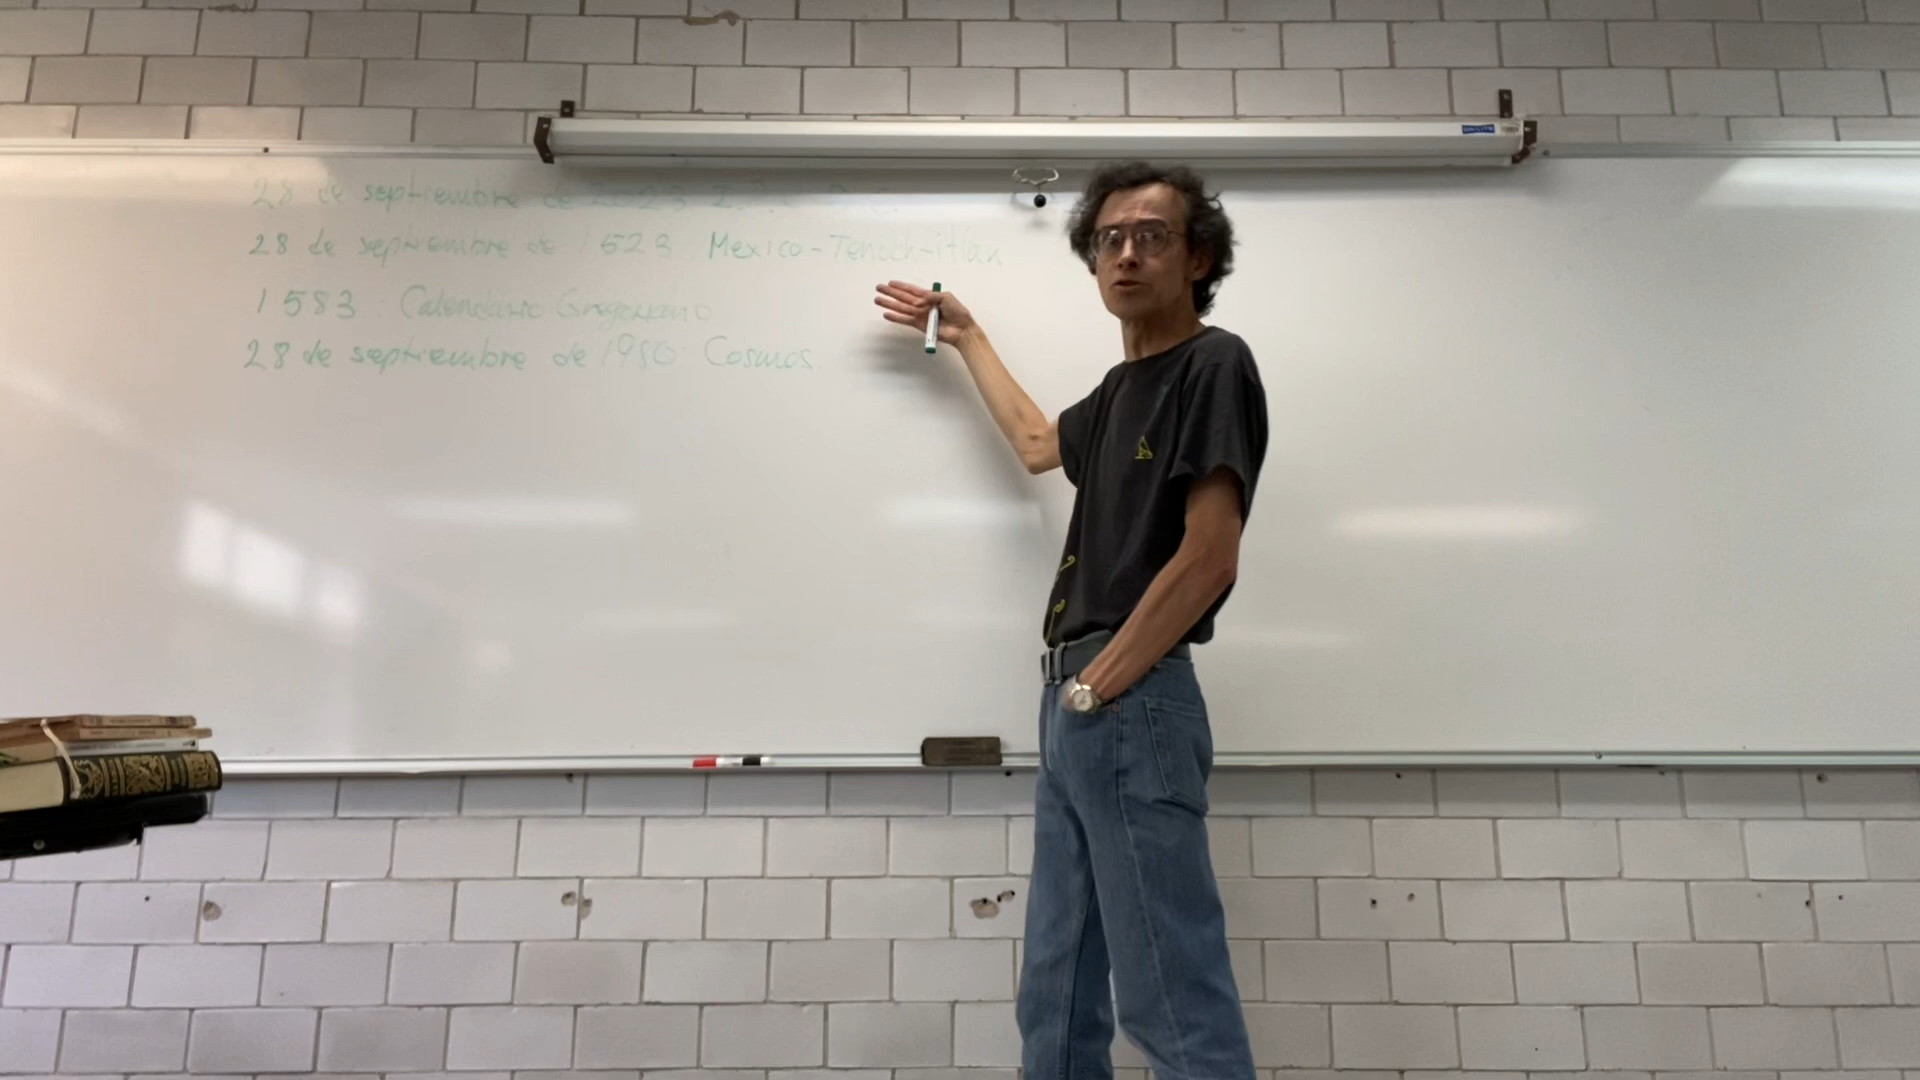 28 de septiembre de 2023
28 de septiembre de 1523 Mexico-Tenochtitlan
1583: Calendario Gregoriano
28 de septiembre de 1980: Cosmos